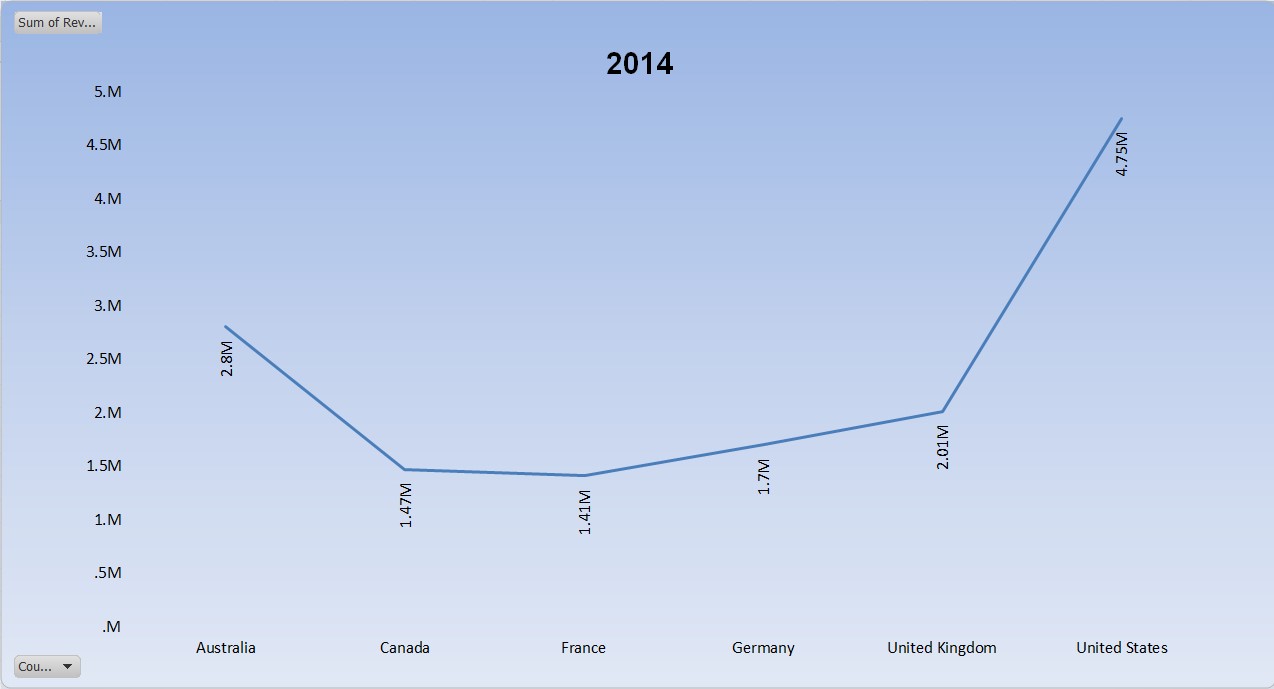 Sum of Rev...
2014
5.M
4.5M
4.M
3.5M
3.M
2.5M
2.M
1.5M
1.M
.5M
.M
2.8M
1.47M
1.41M
1.7M
2.01M
4.75M
Australia
Canada
France
Germany
United Kingdom
United States
Cou...